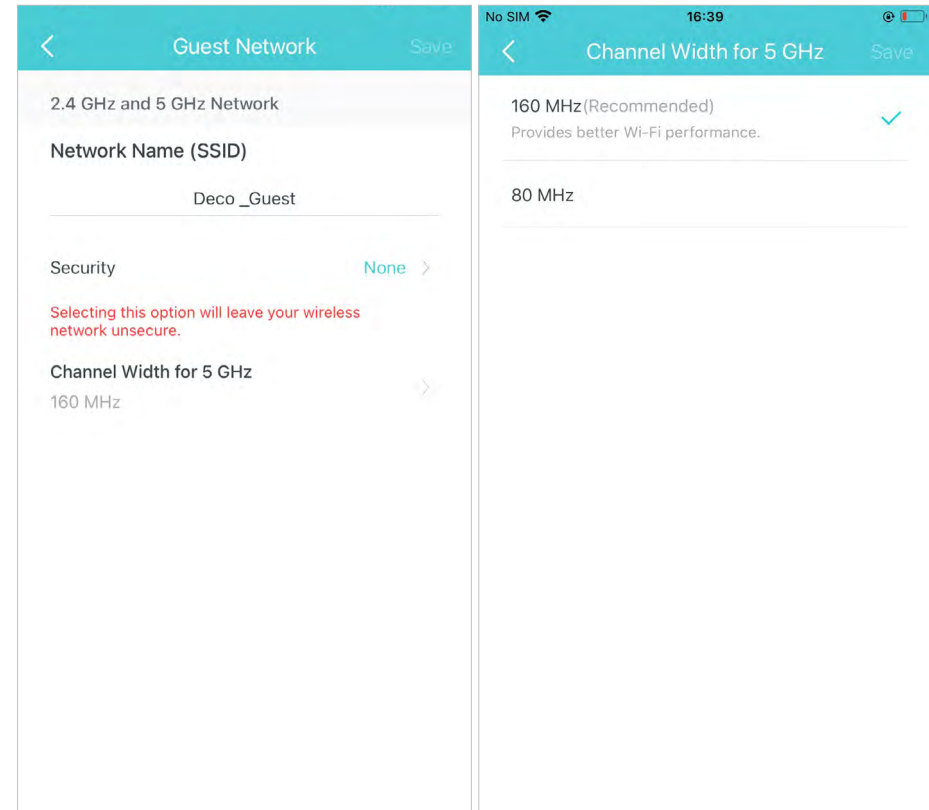 Guest Network
Save
2.4 GHz and 5 GHz Network
Network Name (SSID)
Deco _Guest
Security
None
Selecting this option will leave your wireless
network unsecure.
Channel Width for 5 GHz
160 MHz
No SIM
16:39
Channel Width for 5 GHz
Save
160 MHz(Recommended)
Provides better Wi-Fi performance.
80 MHz